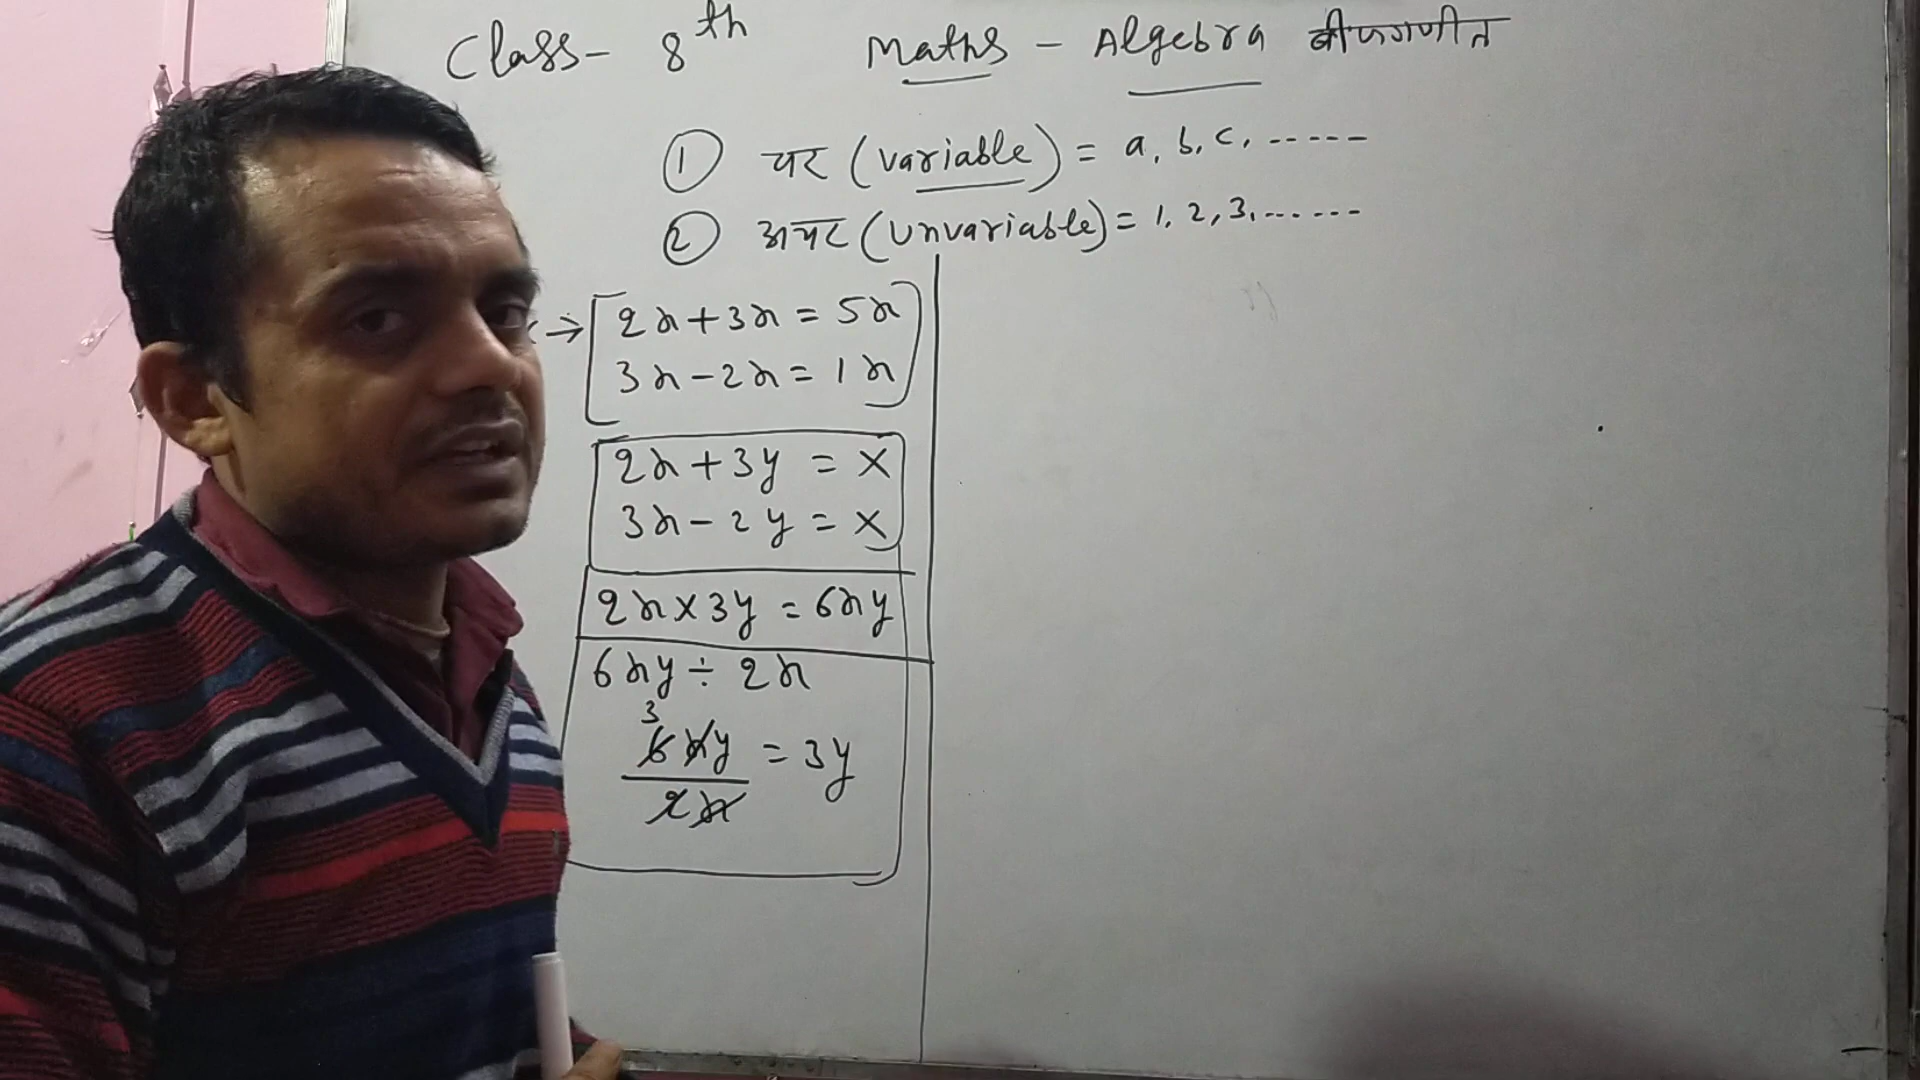 Class- 8th Maths - Algebra बीजगणीत
① चर (variable) = a, b, c, -----
② अचर (unvariable) = 1, 2, 3, ------
→ 2x+3x = 5x
3x-2x = 1x
2x+3y = ×
3x-2y = ×
2x×3y = 6xy
6xy ÷ 2x
3
6xy = 3y
2x